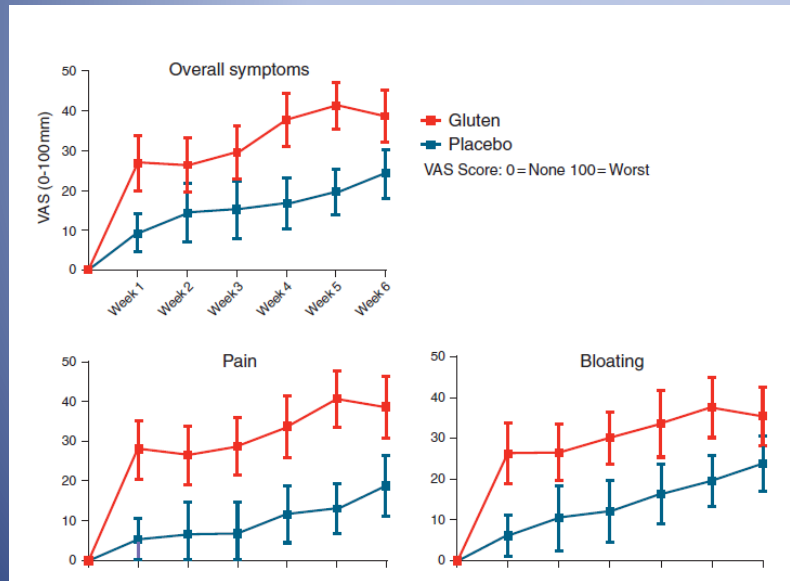 Overall symptoms
50
40
30
20
10
0
VAS (0-100mm)
Week 1
Week 2
Week 3
Week 4
Week 5
Week 6
Gluten
Placebo
VAS Score: 0=None 100=Worst
Pain
50
40
30
20
10
0
Bloating
50
40
30
20
10
0